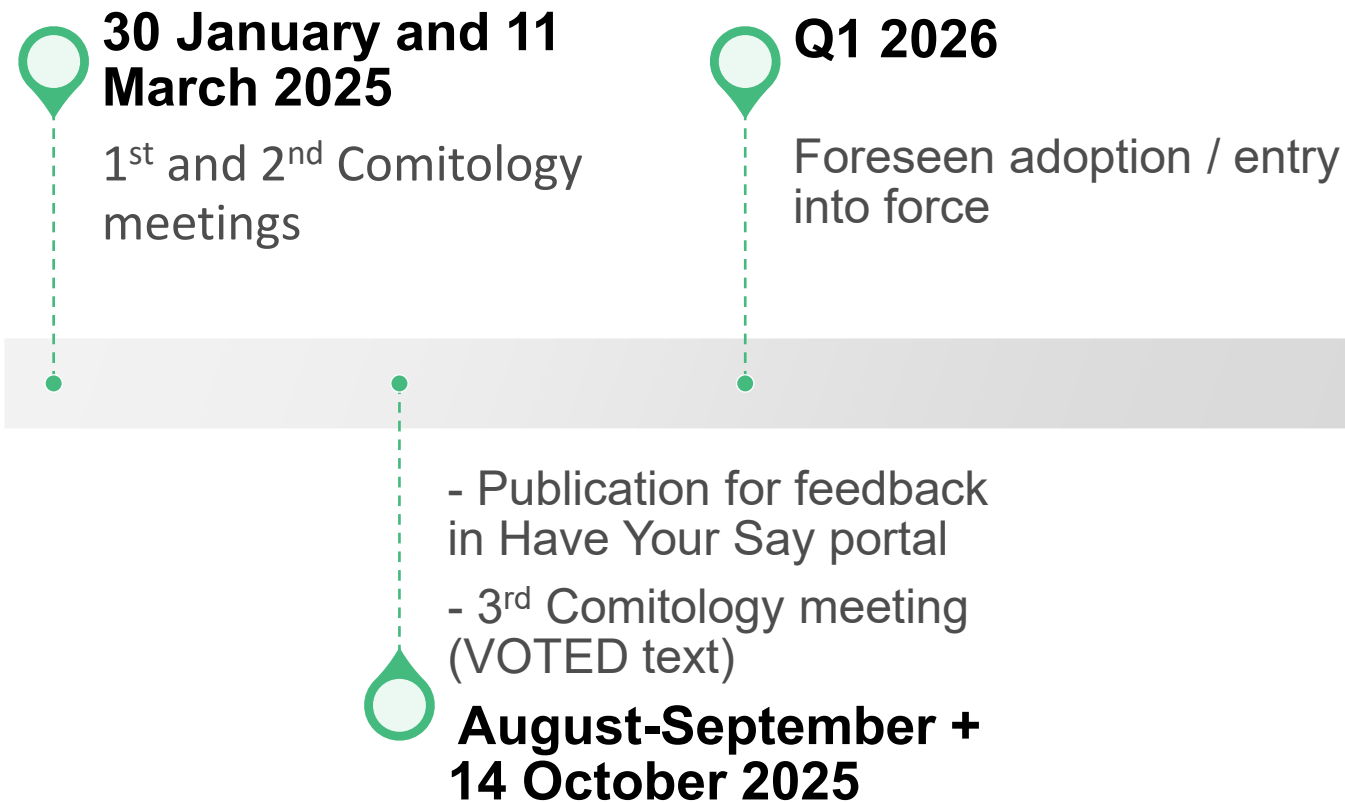 30 January and 11
March 2025
1st and 2nd Comitology
meetings
Q1 2026
Foreseen adoption / entry
into force
- Publication for feedback
in Have Your Say portal
- 3rd Comitology meeting
(VOTED text)
August-September +
14 October 2025